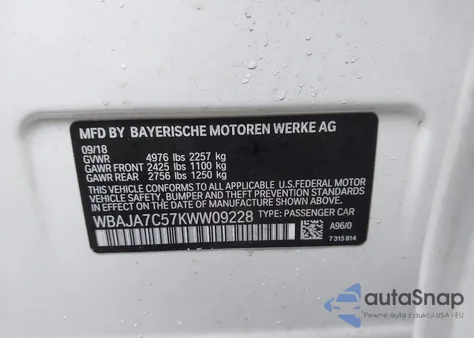 MFD BY BAYERISCHE MOTOREN WERKE AG
09/18
GVWR 4976 lbs 2257 kg
GAWR FRONT 2425 lbs 1100 kg
GAWR REAR 2756 lbs 1250 kg
THIS VEHICLE CONFORMS TO ALL APPLICABLE U.S.FEDERAL MOTOR
VEHICLE SAFETY, BUMPER, AND THEFT PREVENTION STANDARDS
IN EFFECT ON THE DATE OF MANUFACTURE SHOWN ABOVE.
WBAJA7C57KWW09228 TYPE: PASSENGER CAR
A96/0
7 315 814
autoSnap
Pewne auta z aukcji USA i EU